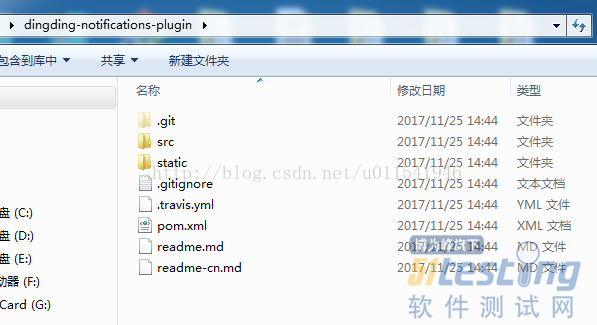 dingding-notifications-plugin
包含到库中 共享 新建文件夹
名称 修改日期 类型
.git 2017/11/25 14:44 文件夹
src 2017/11/25 14:44 文件夹
static 2017/11/25 14:44 文件夹
http://blog.csdn.net/u011541946
.gitignore 2017/11/25 14:44 文本文档
.travis.yml 2017/11/25 14:44 YML 文件
盘 (C:)
pom.xml 2017/11/25 14:44 XML 文档
盘 (D:)
readme.md 2017/11/25 14:44 MD 文件
盘 (E:)
readme-cn.md 2017/11/25 14:44 MD 文件
动器 (F:)
Card (G:)
51testing
软件测试网